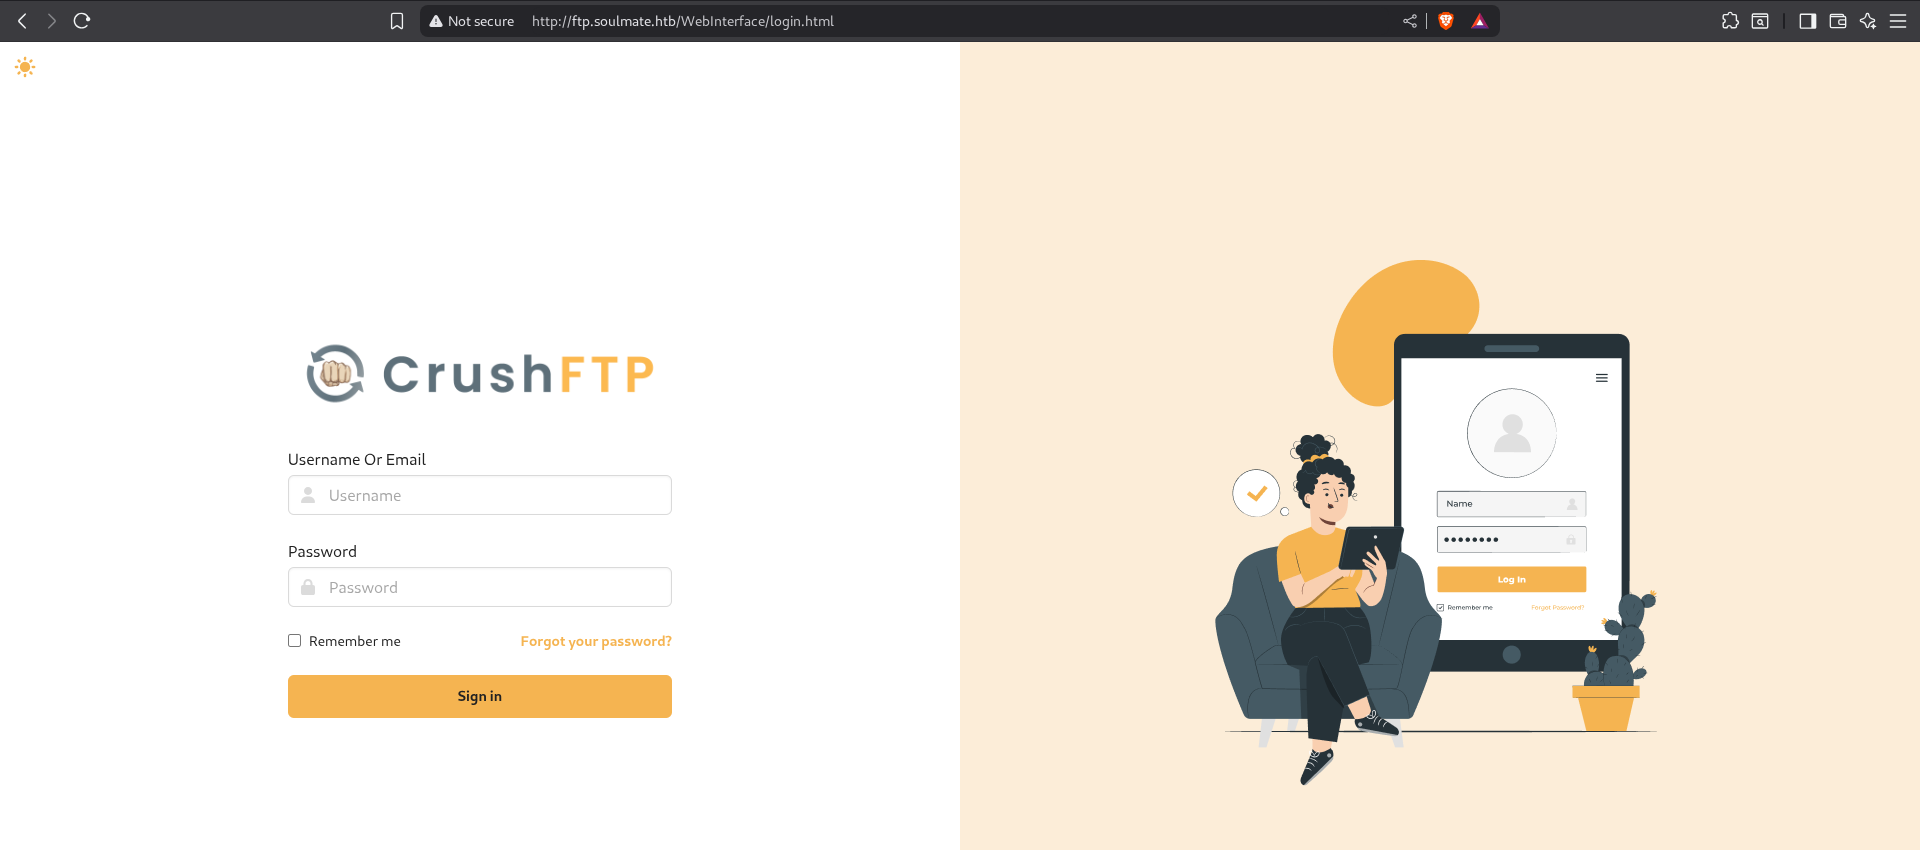 Not secure http://ftp.soulmate.htb/WebInterface/login.html
CrushFTP
Username Or Email
Username
Password
Password
Remember me Forgot your password?
Sign in
Name
Log In
Remember me Forgot Password?